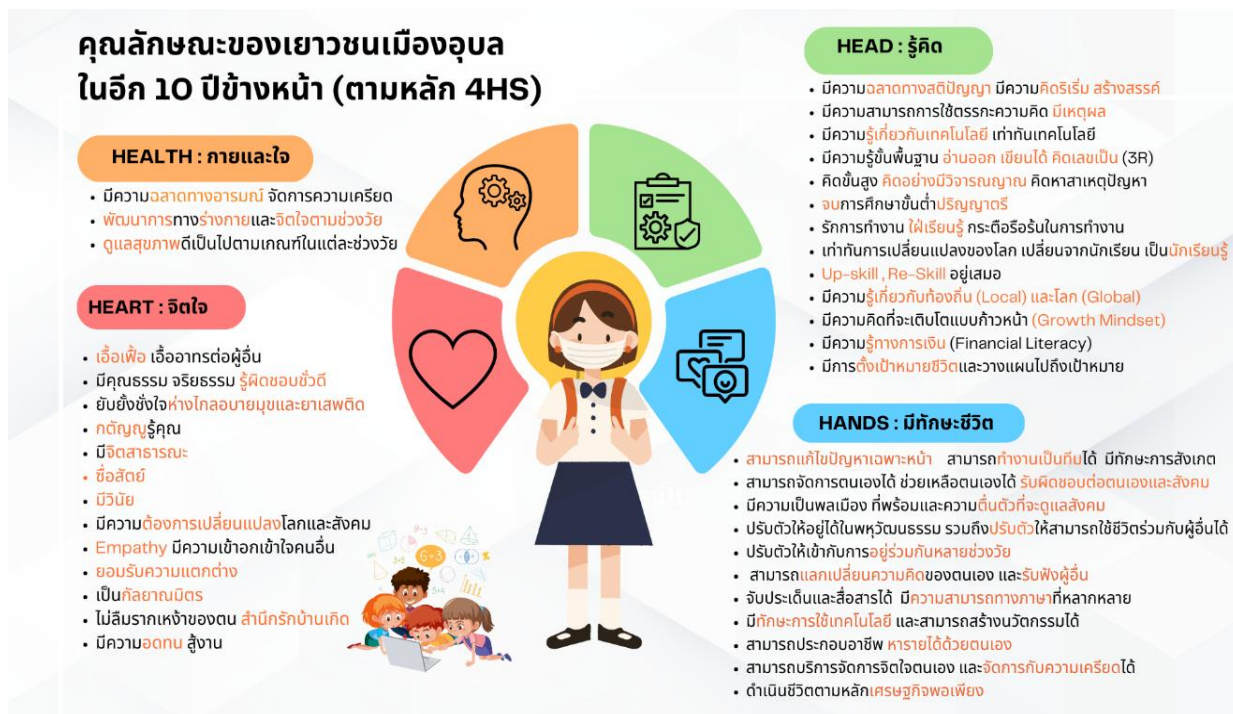 คุณลักษณะของเยาวชนเมืองอุบล
ในอีก 10 ปีข้างหน้า (ตามหลัก 4HS)
HEALTH : กายและใจ
• มีความฉลาดทางอารมณ์ จัดการความเครียด
• พัฒนาการทางร่างกายและจิตใจตามช่วงวัย
• ดูแลสุขภาพดีเป็นไปตามเกณฑ์ในแต่ละช่วงวัย
HEART : จิตใจ
• เอื้อเฟื้อ เอื้ออาทรต่อผู้อื่น
• มีคุณธรรม จริยธรรม รู้ผิดชอบชั่วดี
• ยับยั้งชั่งใจห่างไกลอบายมุขและยาเสพติด
• กตัญญูรู้คุณ
• มีจิตสาธารณะ
• ซื่อสัตย์
• มีวินัย
• มีความต้องการเปลี่ยนแปลงโลกและสังคม
• Empathy มีความเข้าอกเข้าใจคนอื่น
• ยอมรับความแตกต่าง
• เป็นกัลยาณมิตร
• ไม่ลืมรากเหง้าของตน สำนึกรักบ้านเกิด
• มีความอดทน สู้งาน
HEAD : รู้คิด
• มีความฉลาดทางสติปัญญา มีความคิดริเริ่ม สร้างสรรค์
• มีความสามารถการใช้ตรรกะความคิด มีเหตุผล
• มีความรู้เกี่ยวกับเทคโนโลยี เท่าทันเทคโนโลยี
• มีความรู้ขั้นพื้นฐาน อ่านออก เขียนได้ คิดเลขเป็น (3R)
• คิดขั้นสูง คิดอย่างมีวิจารณญาณ คิดหาสาเหตุปัญหา
• จบการศึกษาขั้นต่ำปริญญาตรี
• รักการทำงาน ใฝ่เรียนรู้ กระตือรือร้นในการทำงาน
• เท่าทันการเปลี่ยนแปลงของโลก เปลี่ยนจากนักเรียน เป็นนักเรียนรู้
• Up-skill , Re-Skill อยู่เสมอ
• มีความรู้เกี่ยวกับท้องถิ่น (Local) และโลก (Global)
• มีความคิดที่จะเติบโตแบบก้าวหน้า (Growth Mindset)
• มีความรู้ทางการเงิน (Financial Literacy)
• มีการตั้งเป้าหมายชีวิตและวางแผนไปถึงเป้าหมาย
HANDS : มีทักษะชีวิต
• สามารถแก้ไขปัญหาเฉพาะหน้า สามารถทำงานเป็นทีมได้ มีทักษะการสังเกต
• สามารถจัดการตนเองได้ ช่วยเหลือตนเองได้ รับผิดชอบต่อตนเองและสังคม
• มีความเป็นพลเมือง ที่พร้อมและความตื่นตัวที่จะดูแลสังคม
• ปรับตัวให้อยู่ได้ในพหุวัฒนธรรม รวมถึงปรับตัวให้สามารถใช้ชีวิตร่วมกับผู้อื่นได้
• ปรับตัวให้เข้ากับการอยู่ร่วมกันหลายช่วงวัย
• สามารถแลกเปลี่ยนความคิดของตนเอง และรับฟังผู้อื่น
• จับประเด็นและสื่อสารได้ มีความสามารถทางภาษาที่หลากหลาย
• มีทักษะการใช้เทคโนโลยี และสามารถสร้างนวัตกรรมได้
• สามารถประกอบอาชีพ หารายได้ด้วยตนเอง
• สามารถบริการจัดการจิตใจตนเอง และจัดการกับความเครียดได้
• ดำเนินชีวิตตามหลักเศรษฐกิจพอเพียง